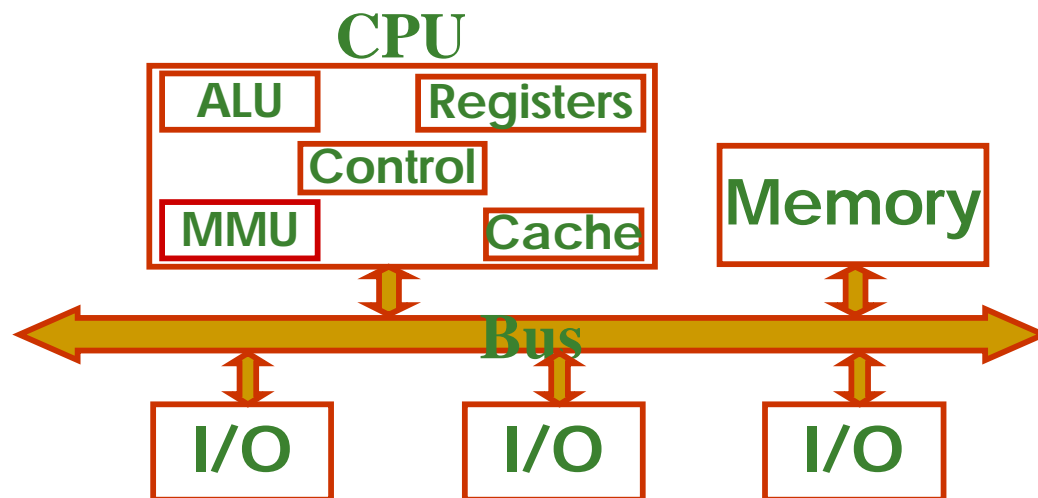 CPU
ALU Registers
Control
MMU Cache
Memory
Bus
I/O I/O I/O